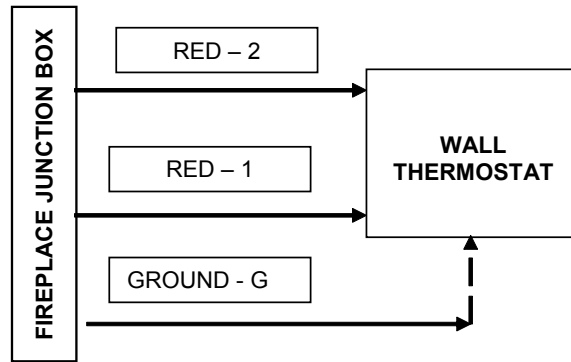 FIREPLACE JUNCTION BOX
RED – 2
RED – 1
GROUND - G
WALL
THERMOSTAT